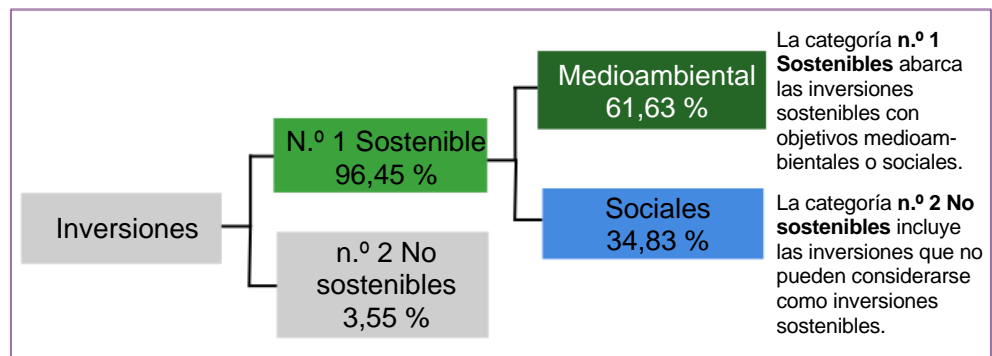 Inversiones
N.º 1 Sostenible
96,45 %
n.º 2 No
sostenibles
3,55 %
Medioambiental
61,63 %
Sociales
34,83 %
La categoría n.º 1
Sostenibles abarca
las inversiones
sostenibles con
objetivos medioam-
bientales o sociales.
La categoría n.º 2 No
sostenibles incluye
las inversiones que no
pueden considerarse
como inversiones
sostenibles.